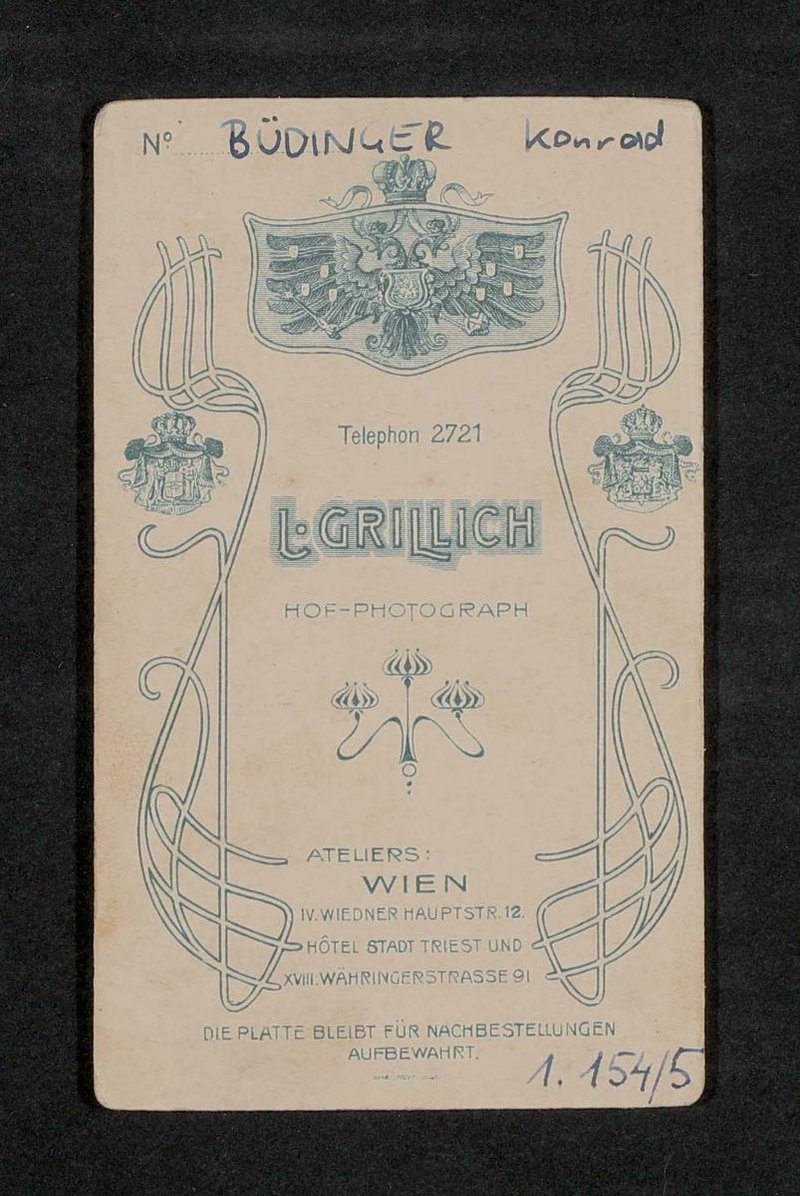 Nº BÜDINGER Konrad
Telephon 2721
L. GRILLICH
HOF-PHOTOGRAPH
ATELIERS:
WIEN
IV. WIEDNER HAUPTSTR. 12.
HÔTEL STADT TRIEST UND
XVIII. WÄHRINGERSTRASSE 91
DIE PLATTE BLEIBT FÜR NACHBESTELLUNGEN
AUFBEWAHRT.
1. 154/5